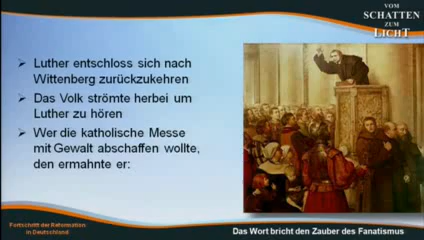 VOM
SCHATTEN
ZUM
LICHT
➢ Luther entschloss sich nach
Wittenberg zurückzukehren
➢ Das Volk strömte herbei um
Luther zu hören
➢ Wer die katholische Messe
mit Gewalt abschaffen wollte,
den ermahnte er:
Fortschritt der Reformation
in Deutschland
Das Wort bricht den Zauber des Fanatismus